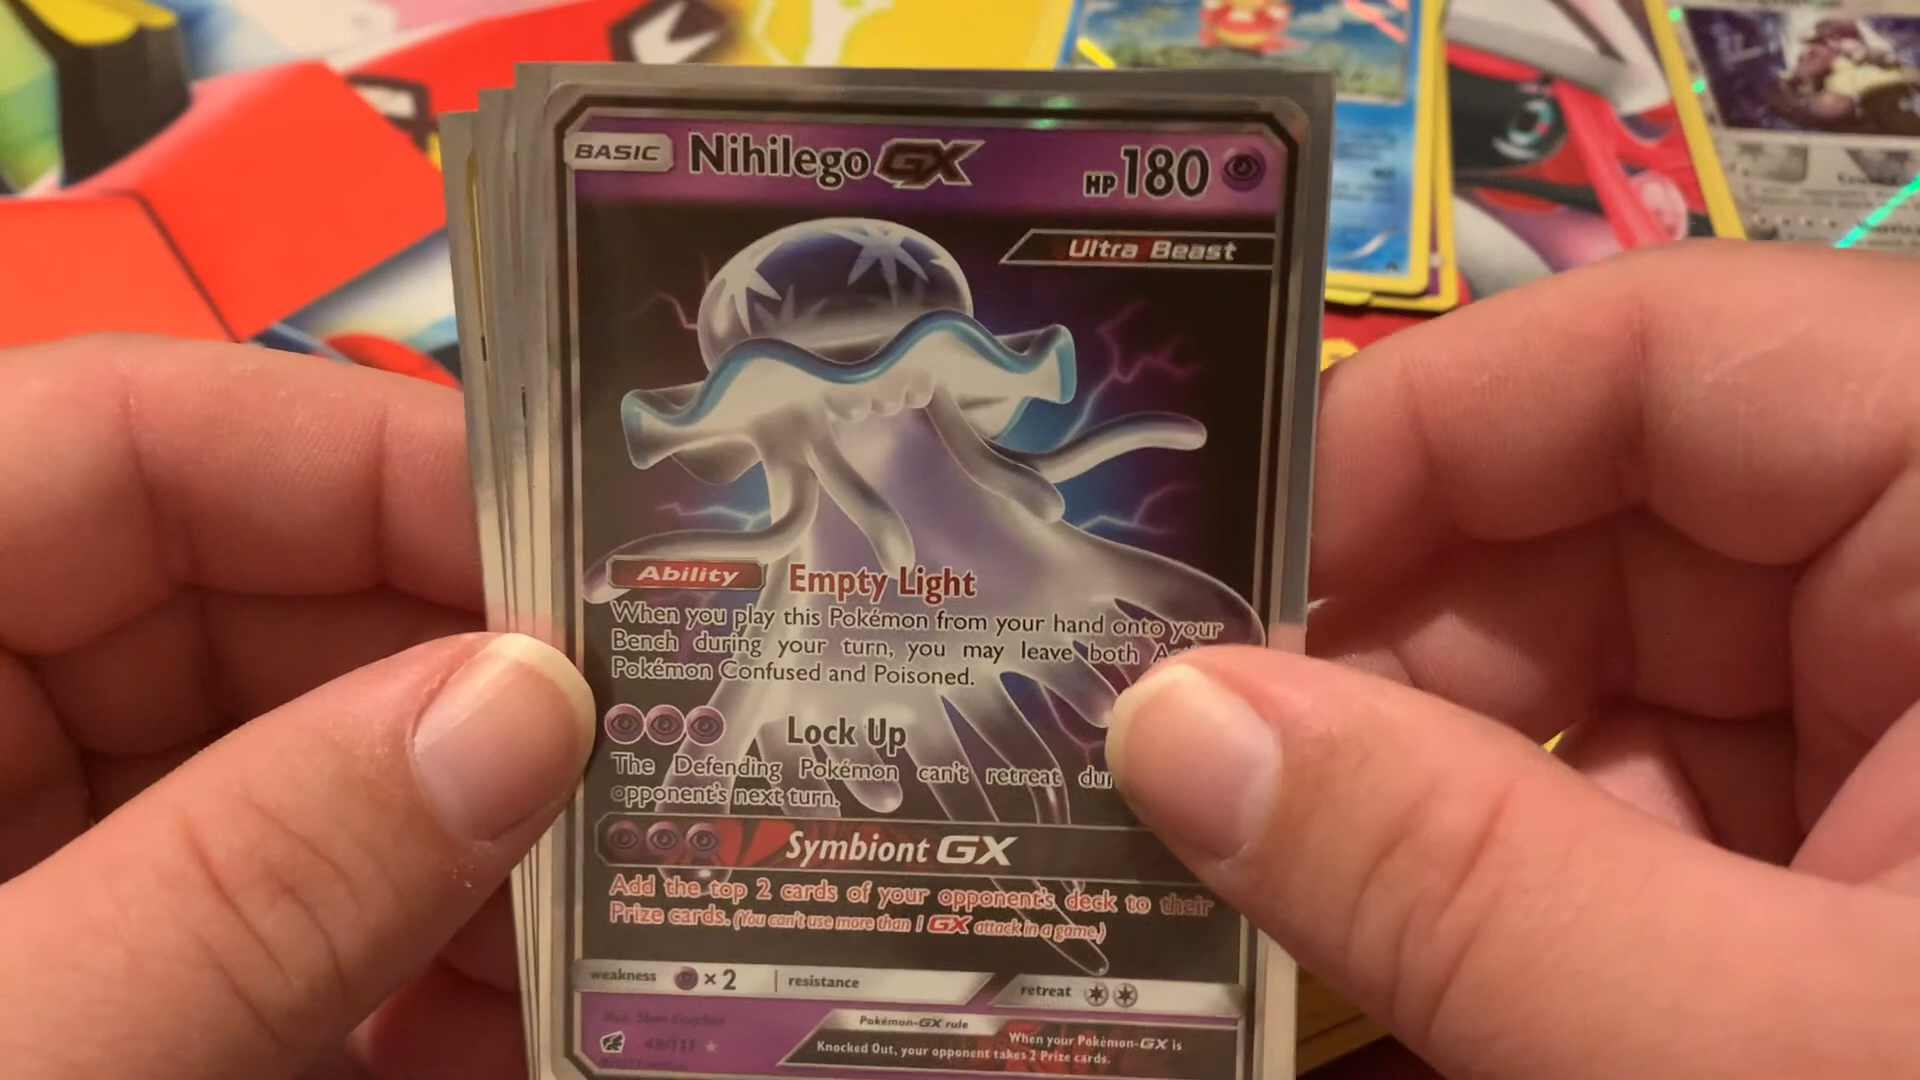 BASIC Nihilego GX HP 180
Ultra Beast
Ability Empty Light
When you play this Pokémon from your hand onto your
Bench during your turn, you may leave both
Pokémon Confused and Poisoned.
Lock Up
The Defending Pokémon can't retreat
opponent's next turn.
Symbiont GX
Add the top 2 cards of your opponent's deck to their
Prize cards. (You can't use more than 1 GX attack in a game.)
weakness ×2 resistance retreat
Pokémon-GX rule
When your Pokémon-GX is
Knocked Out, your opponent takes 2 Prize cards.
49/111